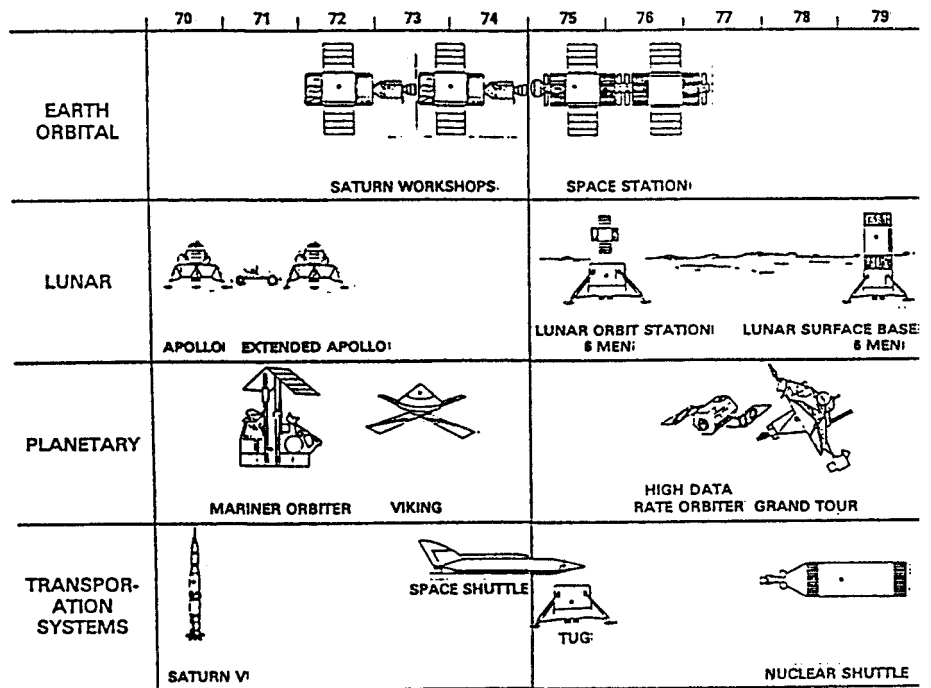 70 71 72 73 74 75 76 77 78 79
EARTH
ORBITAL
SATURN WORKSHOPS
SPACE STATION
LUNAR
APOLLO
EXTENDED APOLLO
LUNAR ORBIT STATION
6 MEN
LUNAR SURFACE BASE
6 MEN
PLANETARY
MARINER ORBITER
VIKING
HIGH DATA
RATE ORBITER
GRAND TOUR
TRANSPOR-
ATION
SYSTEMS
SATURN V
SPACE SHUTTLE
TUG
NUCLEAR SHUTTLE